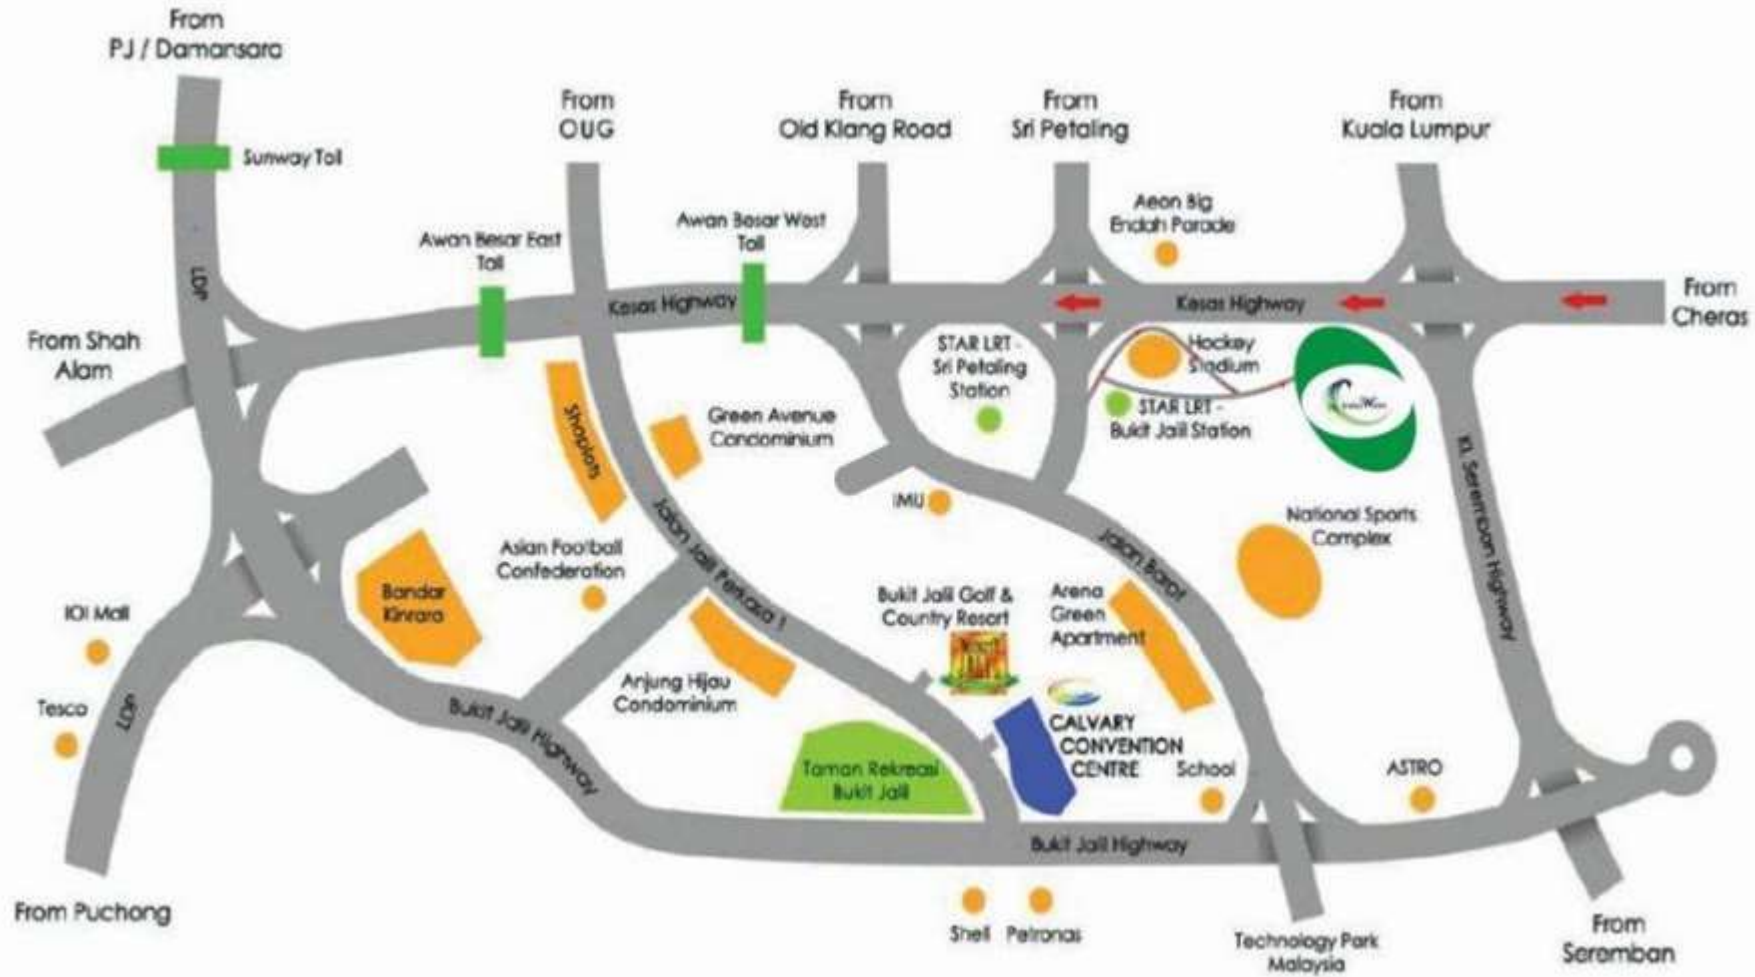 From
PJ / Damansara
Sunway Toll
From
OUG
From
Old Klang Road
From
Sri Petaling
From
Kuala Lumpur
Awan Besar East
Toll
Awan Besar West
Toll
Aeon Big
Endah Parade
LDP
Kesas Highway
Kesas Highway
From
Cheras
From Shah
Alam
STAR LRT -
Sri Petaling
Station
Hockey
Stadium
STAR LRT -
Bukit Jalil Station
Shoplots
Green Avenue
Condominium
KL Seremban Highway
IMU
National Sports
Complex
Jalan Jalil Perkasa 1
Jalan Barat
Asian Football
Confederation
Bandar
Kinrara
IOI Mall
Bukit Jalil Golf &
Country Resort
Arena
Green
Apartment
Anjung Hijau
Condominium
Tesco
LDP
Bukit Jalil Highway
CALVARY
CONVENTION
CENTRE
Taman Rekreasi
Bukit Jalil
School
ASTRO
Bukit Jalil Highway
From Puchong
Shell
Petronas
Technology Park
Malaysia
From
Seremban